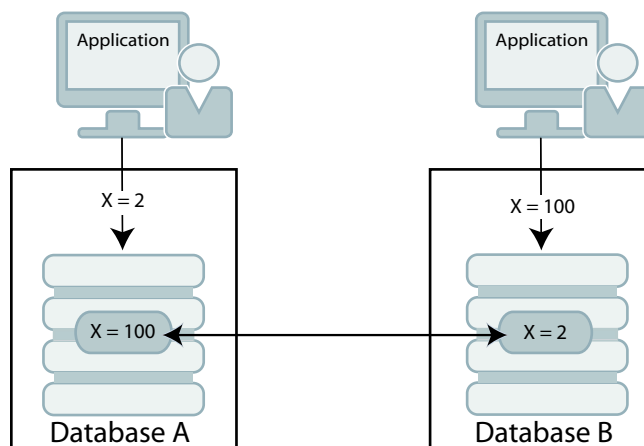 Application
Application
X = 2
X = 100
X = 100
X = 2
Database A
Database B